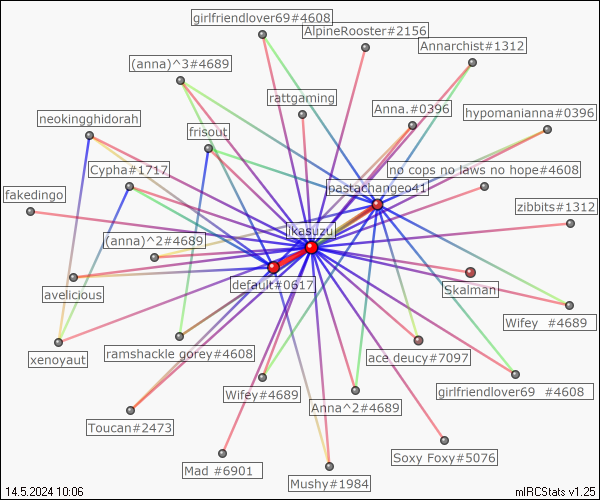 girlfriendlover69#4608
AlpineRooster#2156
Annarchist#1312
(anna)^3#4689
rattgaming
Anna.#0396
hypomanianna#0396
neokingghidorah
frisout
Cypha#1717
no cops no laws no hope#4608
pastachangeo41
fakedingo
zibbits#1312
ikasuzu
(anna)^2#4689
default#0617
avelicious
Skalman
Wifey #4689
xenoyaut
ramshackle gorey#4608
ace deucy#7097
Wifey#4689
girlfriendlover69 #4608
Anna^2#4689
Toucan#2473
Soxy Foxy#5076
Mad #6901
Mushy#1984
14.5.2024 10:06
mIRCStats v1.25